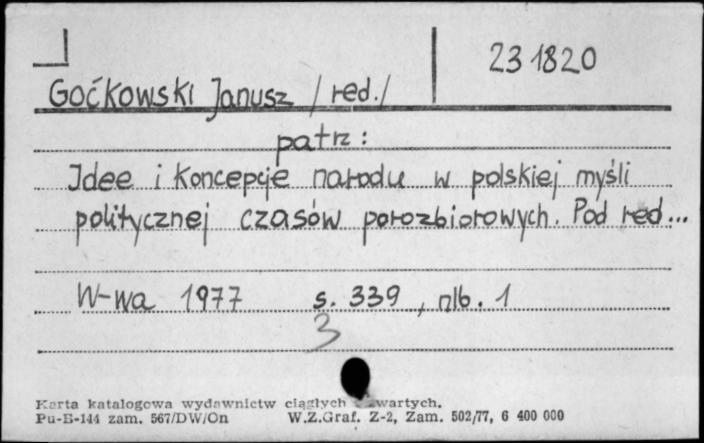 23 1820
Goćkowski Janusz /red./
patrz:
Idee i koncepcje narodu w polskiej myśli
politycznej czasów porozbiorowych. Pod red...
W-wa 1977 s. 339, nlb. 1
3
Karta katalogowa wydawnictw ciągłych zwartych.
Pu-B-144 zam. 567/DW/On W.Z.Graf. Z-2, Zam. 502/77, 6 400 000